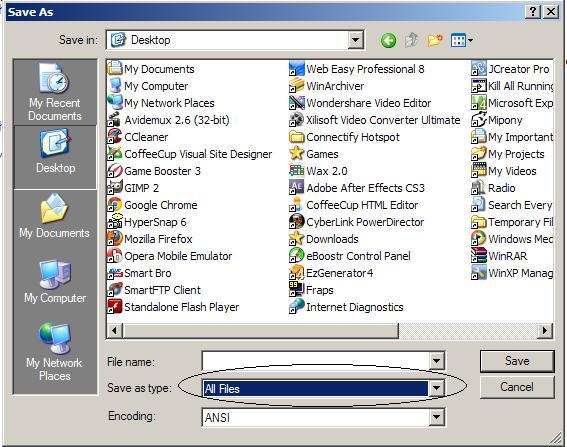 Save As
Save in:
Desktop
My Recent
Documents
Desktop
My Documents
My Computer
My Network
Places
My Documents
My Computer
My Network Places
Avidemux 2.6 (32-bit)
CCleaner
CoffeeCup Visual Site Designer
Game Booster 3
GIMP 2
Google Chrome
HyperSnap 6
Mozilla Firefox
Opera Mobile Emulator
Smart Bro
SmartFTP Client
Standalone Flash Player
Web Easy Professional 8
WinArchiver
Wondershare Video Editor
Xilisoft Video Converter Ultimate
Connectify Hotspot
Games
Wax 2.0
Adobe After Effects CS3
CoffeeCup HTML Editor
CyberLink PowerDirector
Downloads
eBoostr Control Panel
EzGenerator4
Fraps
Internet Diagnostics
JCreator Pro
Kill All Running
Microsoft Exp
Mipony
My Important
My Projects
My Videos
Radio
Search Every
Temporary Fil
Windows Med
WinRAR
WinXP Manag
File name:
Save
Save as type:
All Files
Cancel
Encoding:
ANSI